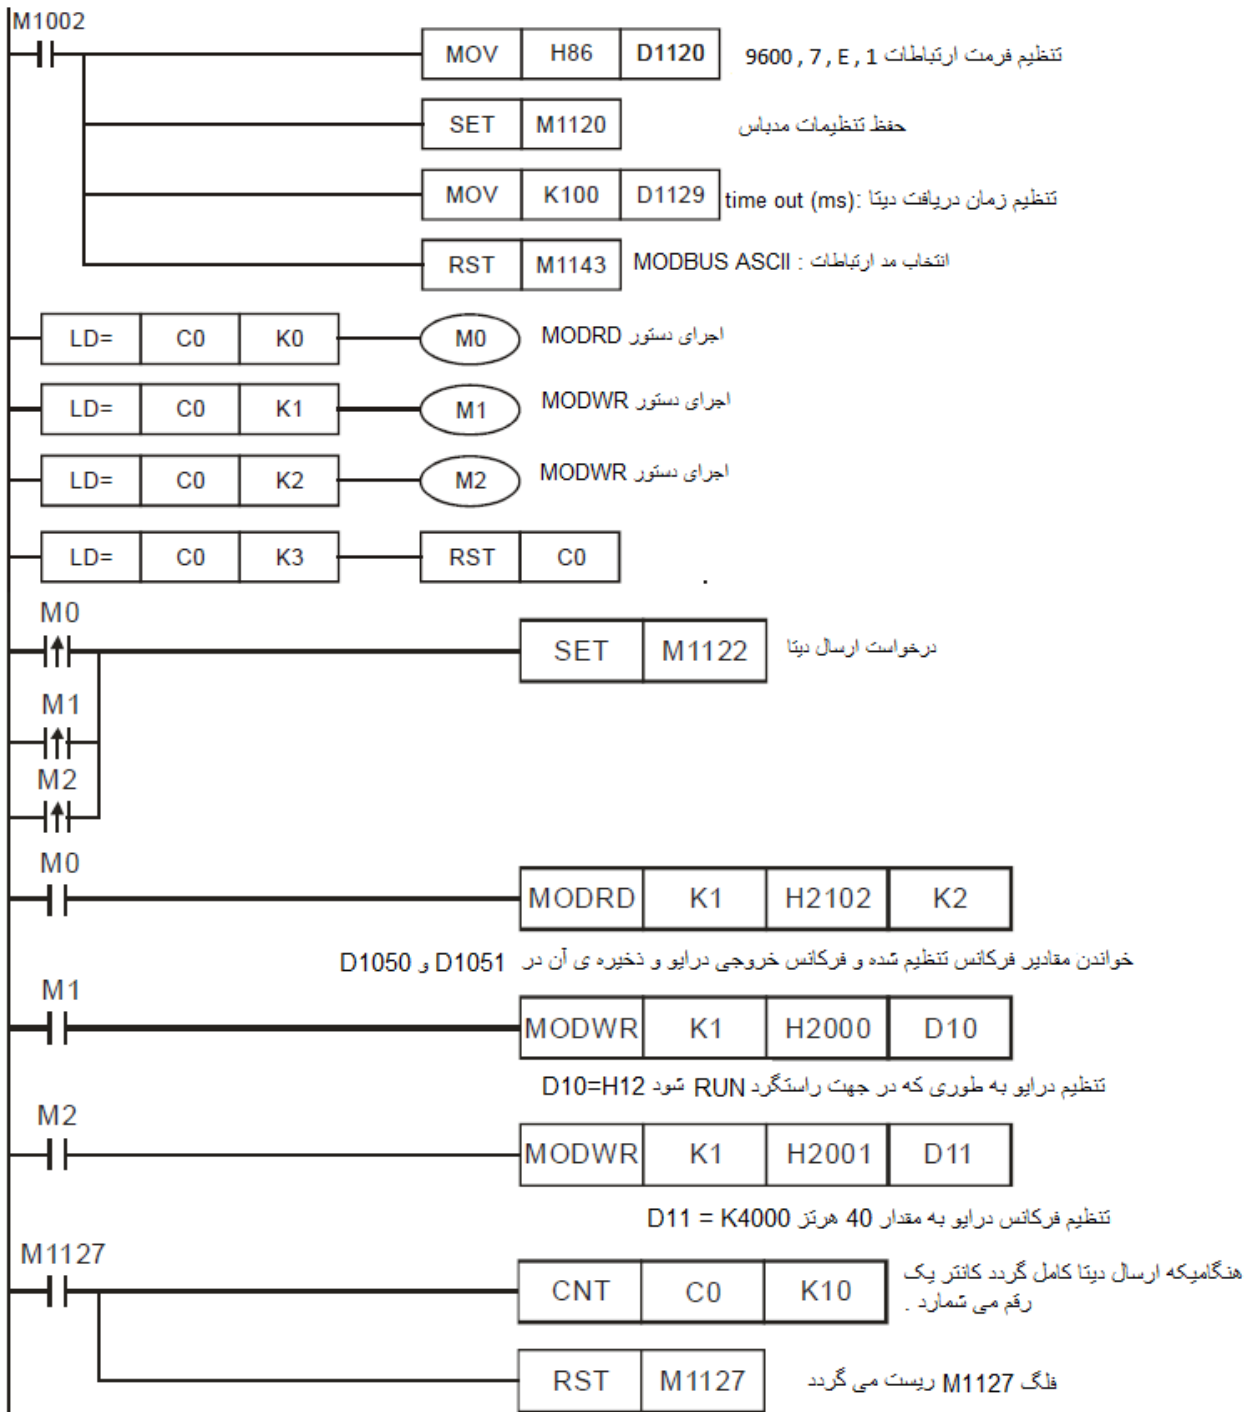 M1002
MOV H86 D1120 تنظیم فرمت ارتباطات 9600 , 7 , E , 1
SET M1120 حفظ تنظیمات مدباس
MOV K100 D1129 تنظیم زمان دریافت دیتا :time out (ms)
RST M1143 انتخاب مد ارتباطات : MODBUS ASCII
LD= C0 K0 M0 اجرای دستور MODRD
LD= C0 K1 M1 اجرای دستور MODWR
LD= C0 K2 M2 اجرای دستور MODWR
LD= C0 K3 RST C0
.
M0
SET M1122 درخواست ارسال دیتا
M1
M2
M0
MODRD K1 H2102 K2
خواندن مقادیر فرکانس تنظیم شده و فرکانس خروجی درایو و ذخیره ی آن در D1051 و D1050
M1
MODWR K1 H2000 D10
تنظیم درایو به طوری که در جهت راستگرد RUN شود D10=H12
M2
MODWR K1 H2001 D11
تنظیم فرکانس درایو به مقدار 40 هرتز D11 = K4000
M1127
CNT C0 K10 هنگامیکه ارسال دیتا کامل گردد کانتر یک
رقم می شمارد .
RST M1127 فلگ M1127 ریست می گردد